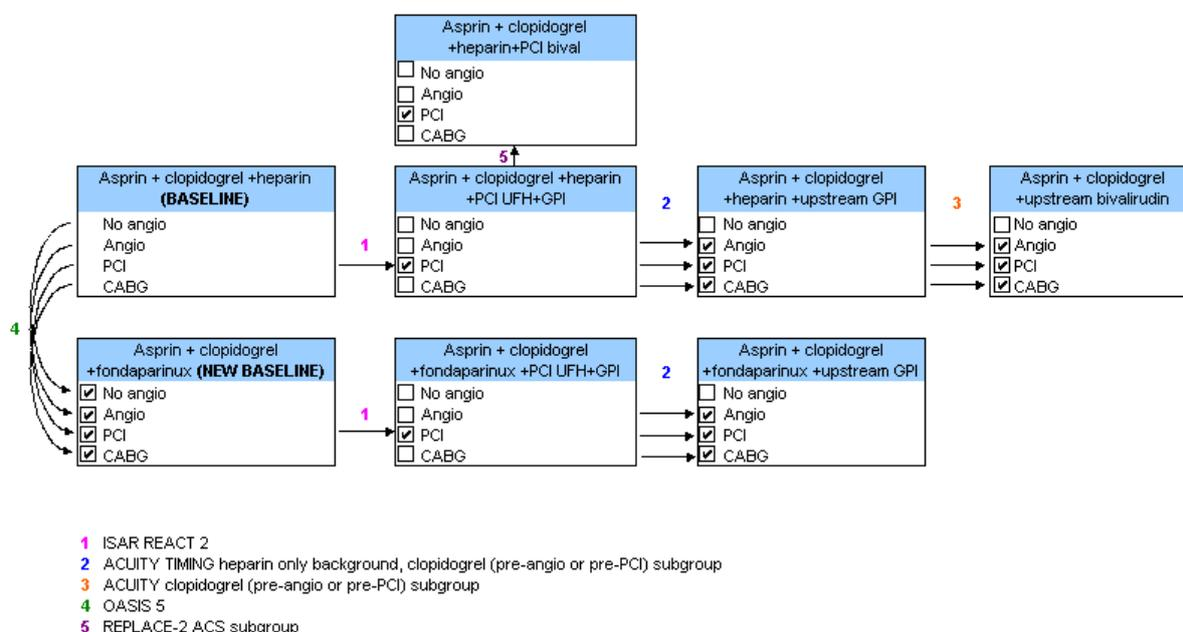 Asprin + clopidogrel
+heparin+PCI bival
No angio
Angio
PCI
CABG
5
Asprin + clopidogrel +heparin
(BASELINE)
No angio
Angio
PCI
CABG
1
Asprin + clopidogrel +heparin
+PCI UFH+GPI
No angio
Angio
PCI
CABG
2
Asprin + clopidogrel
+heparin +upstream GPI
No angio
Angio
PCI
CABG
3
Asprin + clopidogrel
+upstream bivalirudin
No angio
Angio
PCI
CABG
4
Asprin + clopidogrel
+fondaparinux (NEW BASELINE)
No angio
Angio
PCI
CABG
1
Asprin + clopidogrel
+fondaparinux +PCI UFH+GPI
No angio
Angio
PCI
CABG
2
Asprin + clopidogrel
+fondaparinux +upstream GPI
No angio
Angio
PCI
CABG
1 ISAR REACT 2
2 ACUITY TIMING heparin only background, clopidogrel (pre-angio or pre-PCI) subgroup
3 ACUITY clopidogrel (pre-angio or pre-PCI) subgroup
4 OASIS 5
5 REPLACE-2 ACS subgroup